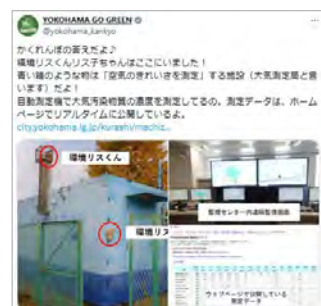 YOKOHAMA GO GREEN
@yokohama_kankyo
かくれんぼの答えだよ♪
環境リスくんリス子ちゃんはここにいました！
青い箱のような物は「空気のきれいさを測定」する施設（大気測定局と言
います）だよ！
自動測定機で大気汚染物質の濃度を測定してるの。測定データは、ホーム
ページでリアルタイムに公開しているよ。
city.yokohama.lg.jp/kurashi/machiz...
環境リスくん
環境リス
監視センター内遠隔監視画面
ウェブページで公開している
測定データ